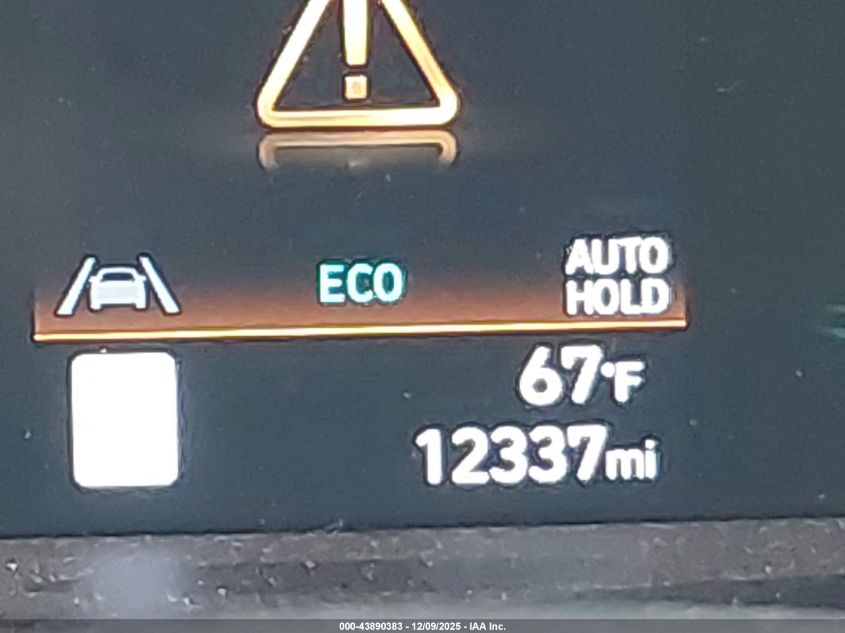 ECO
AUTO
HOLD
67°F
12337mi
000-43890383 - 12/09/2025 - IAA Inc.